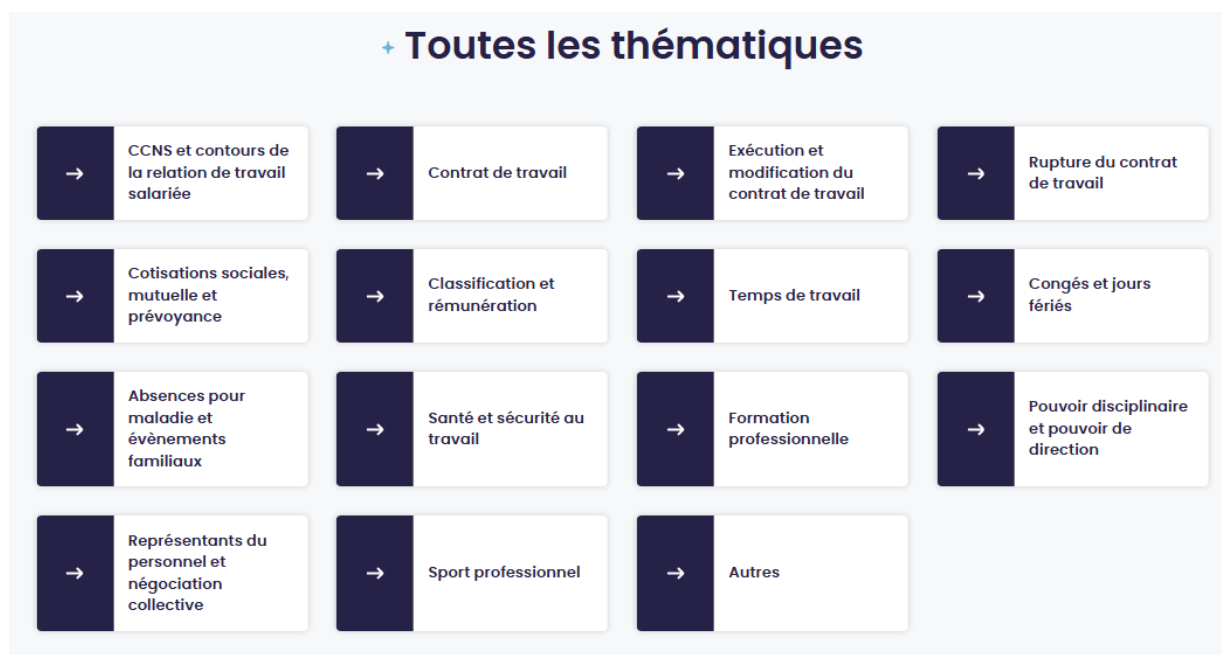 Toutes les thématiques
CCNS et contours de
la relation de travail
salariée
Contrat de travail
Exécution et
modification du
contrat de travail
Rupture du contrat
de travail
Cotisations sociales,
mutuelle et
prévoyance
Classification et
rémunération
Temps de travail
Congés et jours
fériés
Absences pour
maladie et
évènements
familiaux
Santé et sécurité au
travail
Formation
professionnelle
Pouvoir disciplinaire
et pouvoir de
direction
Représentants du
personnel et
négociation
collective
Sport professionnel
Autres